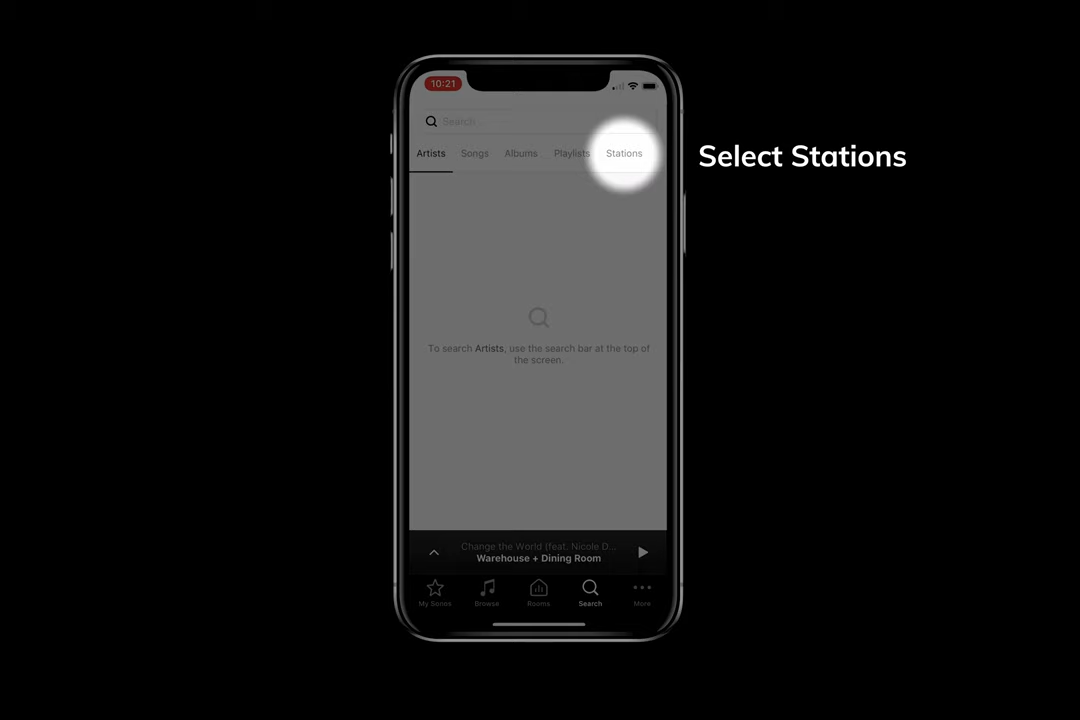 10:21
Search...
Artists Songs Albums Playlists Stations
Select Stations
To search Artists, use the search bar at the top of
the screen.
Change the World (feat. Nicole D...
Warehouse + Dining Room
My Sonos Browse Rooms Search More